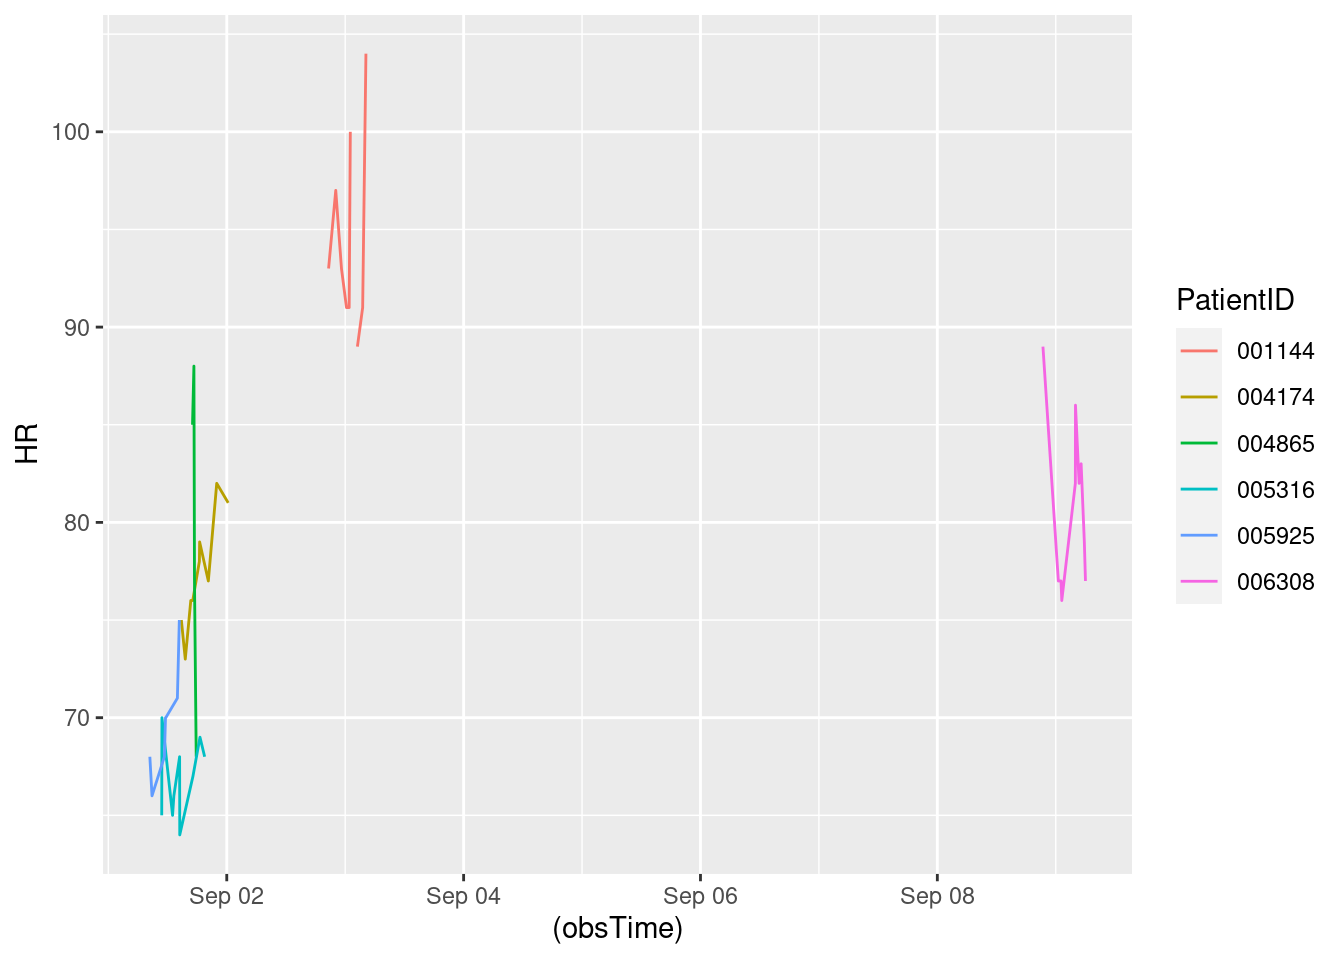 100
90
80
70
HR
Sep 02
Sep 04
Sep 06
Sep 08
(obsTime)
PatientID
001144
004174
004865
005316
005925
006308